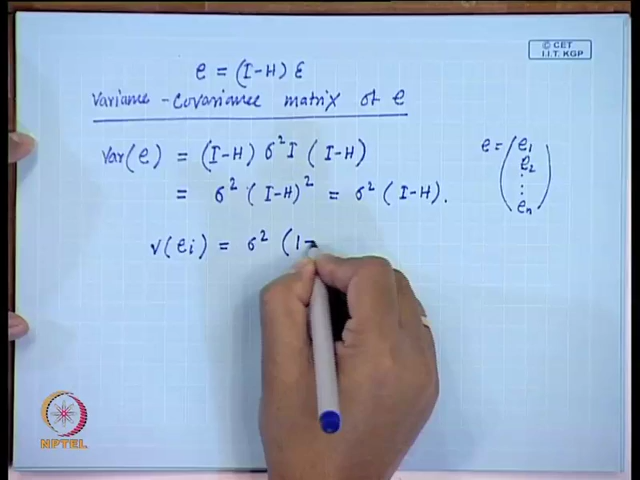 © CET
I.I.T. KGP
e = (I-H) ε
Variance - Covariance matrix of e
Var(e) = (I-H) σ²I (I-H)
= σ² (I-H)² = σ² (I-H).
e = (e1
e2
⋮
en)
V(ei) = σ² (1-
NPTEL